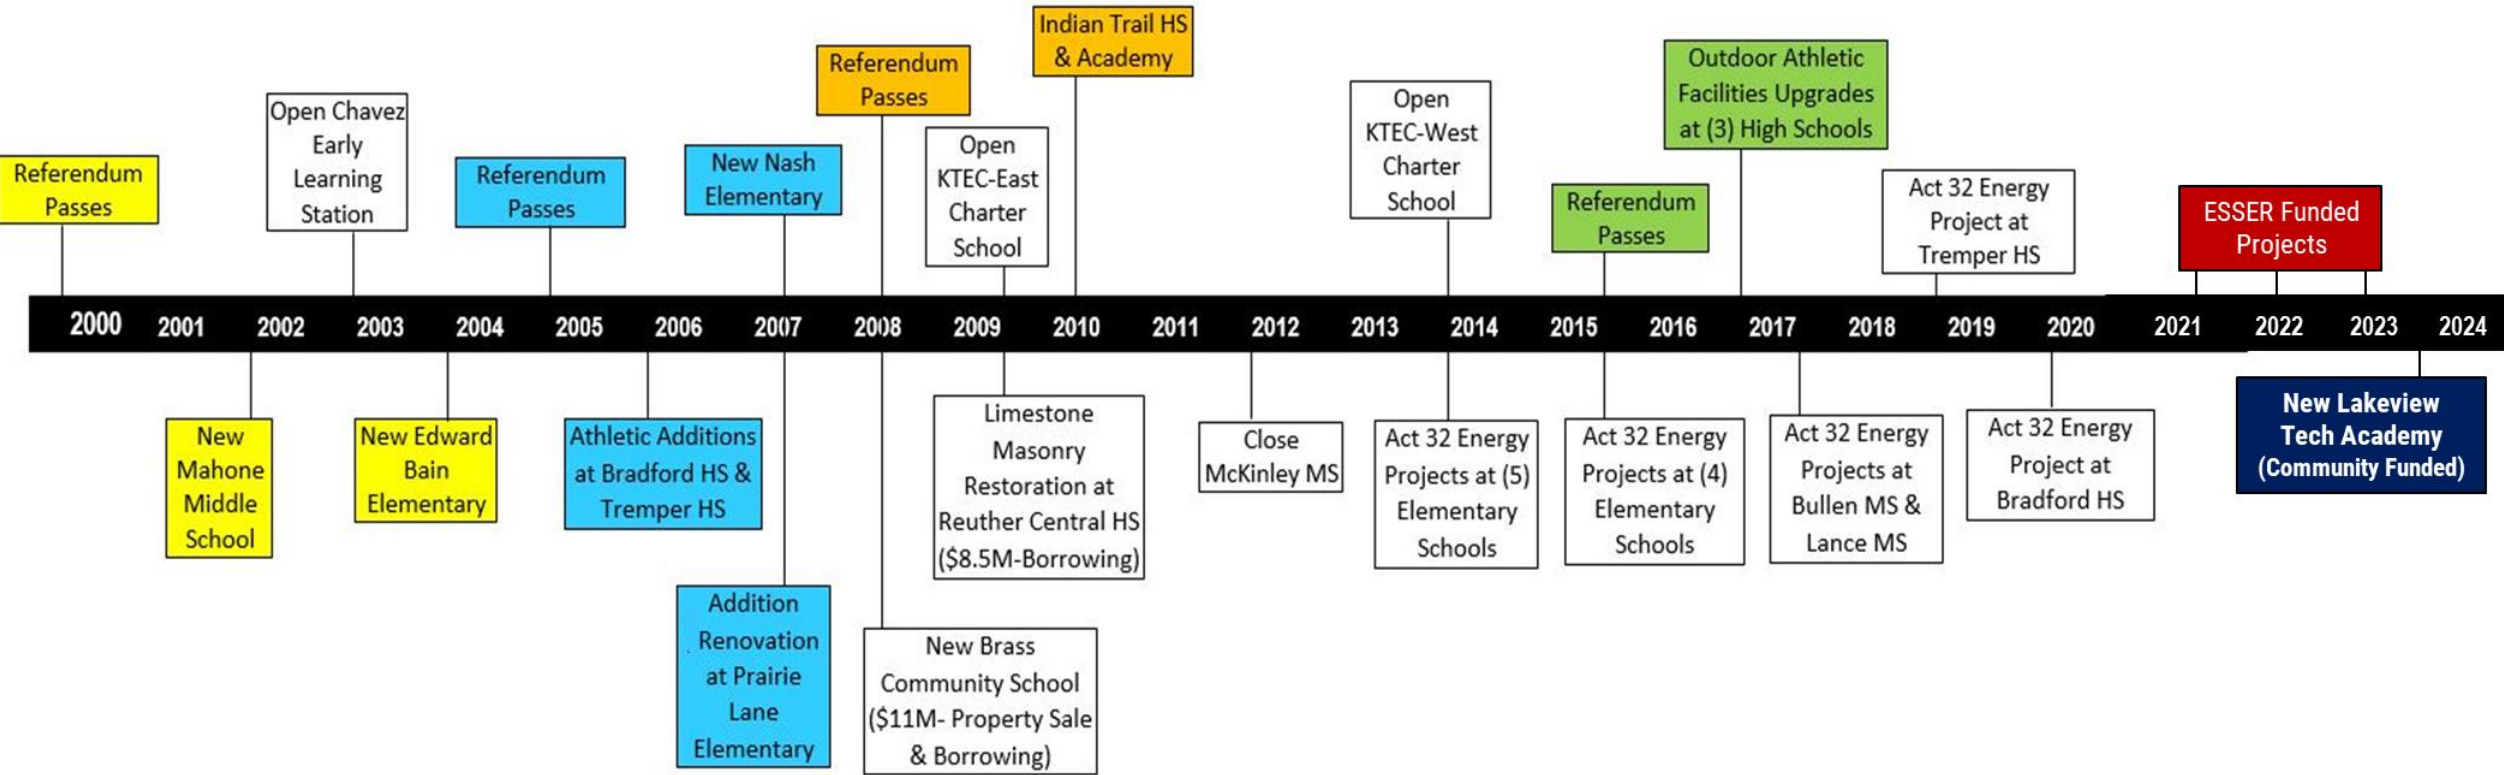 Indian Trail HS
& Academy
Referendum
Passes
Outdoor Athletic
Facilities Upgrades
at (3) High Schools
Open Chavez
Early
Learning
Station
Open
KTEC-West
Charter
School
Open
KTEC-East
Charter
School
Referendum
Passes
Referendum
Passes
New Nash
Elementary
Referendum
Passes
Act 32 Energy
Project at
Tremper HS
ESSER Funded
Projects
2000 2001 2002 2003 2004 2005 2006 2007 2008 2009 2010 2011 2012 2013 2014 2015 2016 2017 2018 2019 2020 2021 2022 2023 2024
New
Mahone
Middle
School
New Edward
Bain
Elementary
Athletic Additions
at Bradford HS &
Tremper HS
Addition
Renovation
at Prairie
Lane
Elementary
New Brass
Community School
($11M- Property Sale
& Borrowing)
Limestone
Masonry
Restoration at
Reuther Central HS
($8.5M-Borrowing)
Close
McKinley MS
Act 32 Energy
Projects at (5)
Elementary
Schools
Act 32 Energy
Projects at (4)
Elementary
Schools
Act 32 Energy
Projects at
Bullen MS &
Lance MS
Act 32 Energy
Project at
Bradford HS
New Lakeview
Tech Academy
(Community Funded)